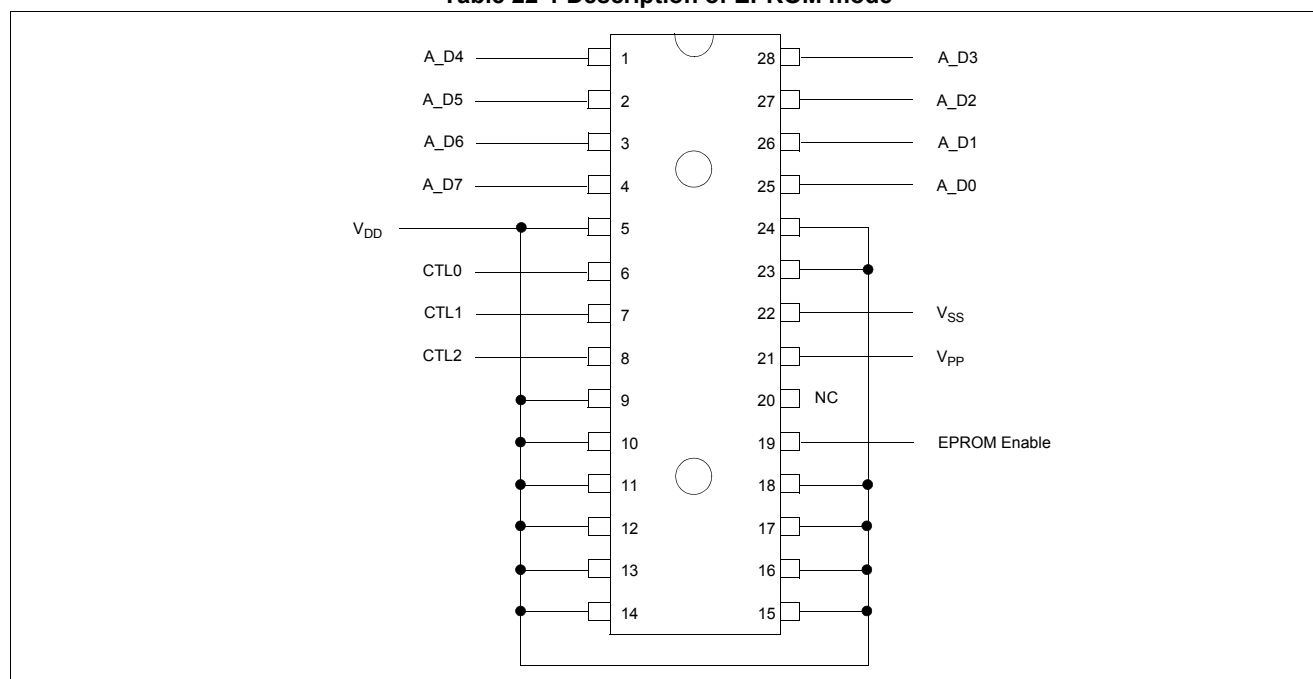 Table 22-1 Description of EPROM mode
A_D4 1 28 A_D3
A_D5 2 27 A_D2
A_D6 3 26 A_D1
A_D7 4 25 A_D0
VDD 5 24
CTL0 6 23
CTL1 7 22 VSS
CTL2 8 21 VPP
9 20 NC
10 19 EPROM Enable
11 18
12 17
13 16
14 15